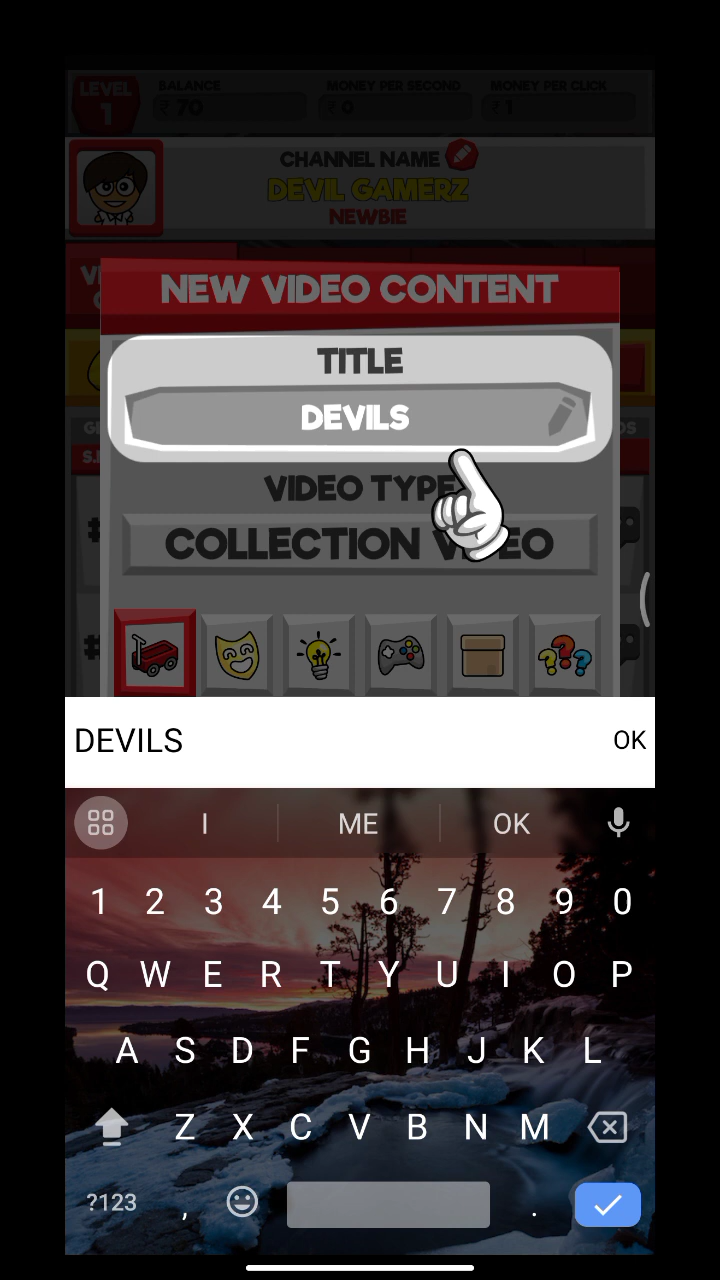 LEVEL
1
BALANCE
₹ 70
MONEY PER SECOND
₹ 0
MONEY PER CLICK
₹ 1
CHANNEL NAME
DEVIL GAMERZ
NEWBIE
NEW VIDEO CONTENT
TITLE
DEVILS
VIDEO TYPE
COLLECTION VIDEO
DEVILS
OK
I
ME
OK
1 2 3 4 5 6 7 8 9 0
Q W E R T Y U I O P
A S D F G H J K L
Z X C V B N M
?123 , .